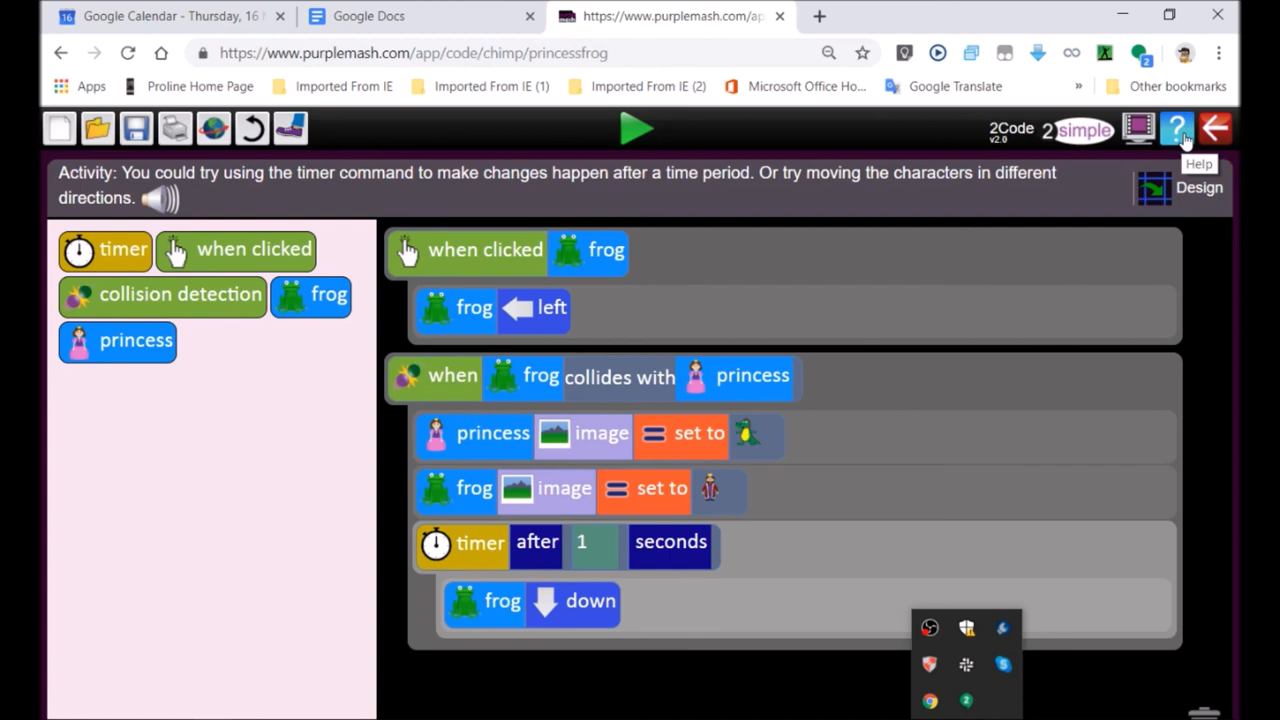 16 Google Calendar - Thursday, 16
Google Docs
https://www.purplemash.com/ap
https://www.purplemash.com/app/code/chimp/princessfrog
2
Apps Proline Home Page Imported From IE Imported From IE (1) Imported From IE (2) Microsoft Office Ho... Google Translate » Other bookmarks
2Code
v2.0
2simple
?
Help
Activity: You could try using the timer command to make changes happen after a time period. Or try moving the characters in different
directions.
Design
timer when clicked
collision detection frog
princess
when clicked frog
frog left
when frog collides with princess
princess image = set to
frog image = set to
timer after 1 seconds
frog down
2